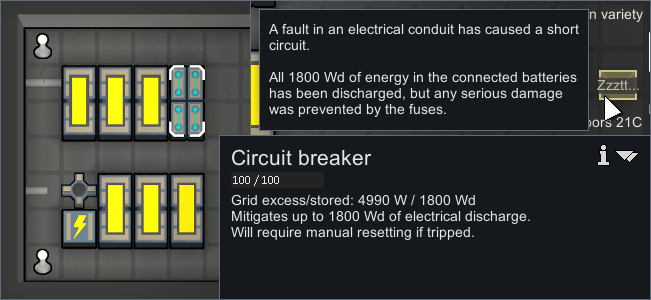 n variety
A fault in an electrical conduit has caused a short
circuit.
All 1800 Wd of energy in the connected batteries
has been discharged, but any serious damage
was prevented by the fuses.
Zzztt...
oors 21C
Circuit breaker
100 / 100
Grid excess/stored: 4990 W / 1800 Wd
Mitigates up to 1800 Wd of electrical discharge.
Will require manual resetting if tripped.